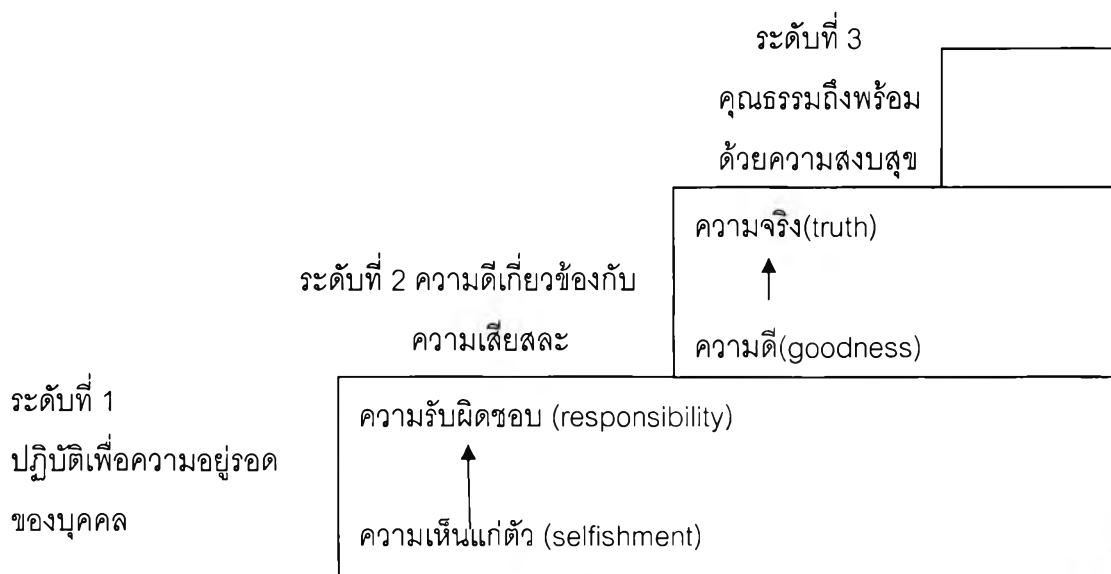 ระดับที่ 3
คุณธรรมถึงพร้อม
ด้วยความสงบสุข
ความจริง(truth)
ระดับที่ 2 ความดีเกี่ยวข้องกับ
ความเสียสละ
ความดี(goodness)
ระดับที่ 1
ปฏิบัติเพื่อความอยู่รอด
ของบุคคล
ความรับผิดชอบ (responsibility)
ความเห็นแก่ตัว (selfishment)